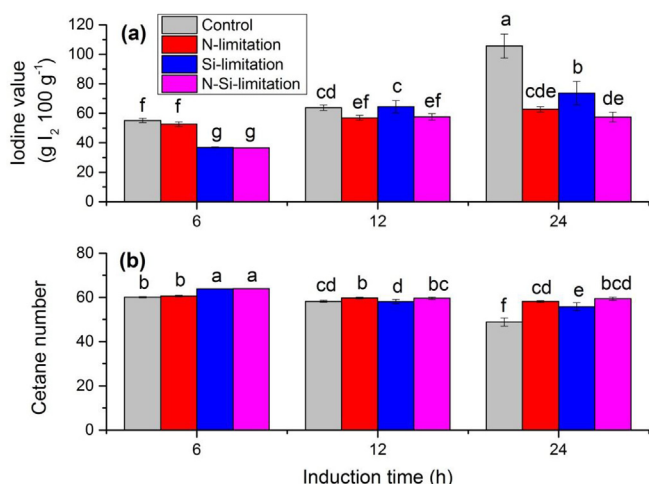 (a)
Control
N-limitation
Si-limitation
N-Si-limitation
Iodine value
(g I₂ 100 g⁻¹)
120
100
80
60
40
20
0
f f g g
cd ef c ef
a cde b de
6 12 24
(b)
Cetane number
80
60
40
20
0
b b a a
cd b d bc
f cd e bcd
6 12 24
Induction time (h)